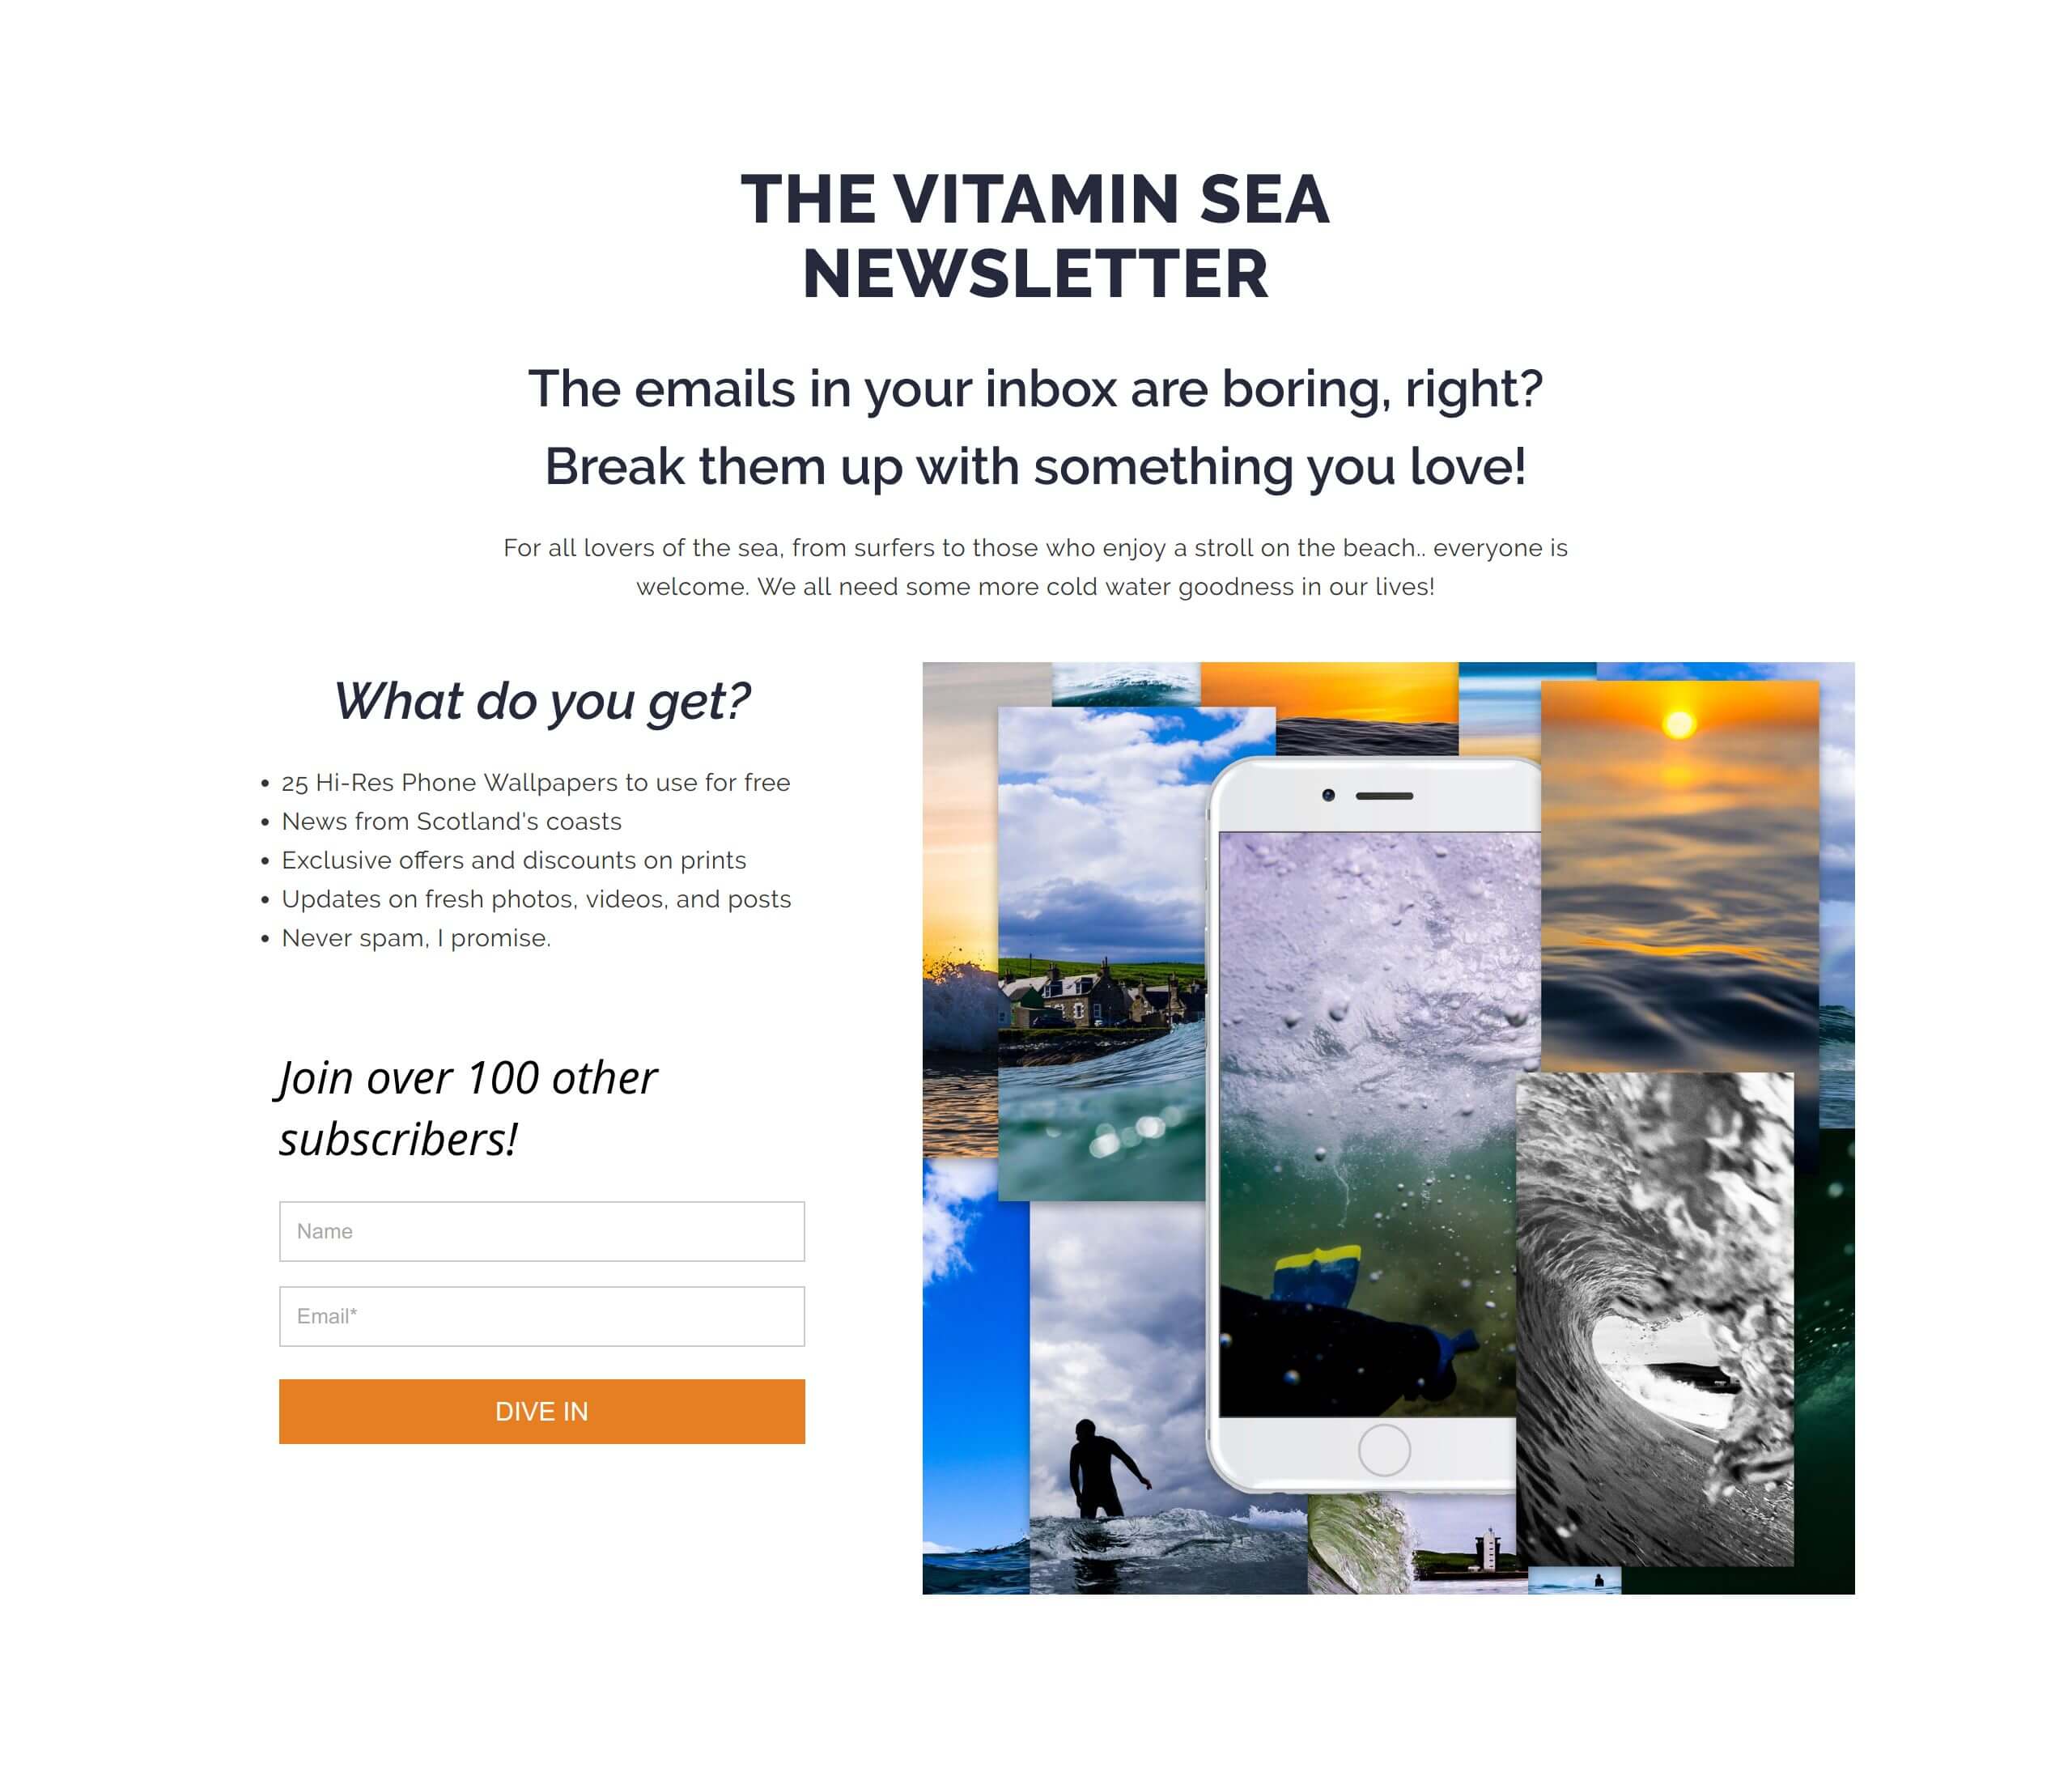 THE VITAMIN SEA
NEWSLETTER
The emails in your inbox are boring, right?
Break them up with something you love!
For all lovers of the sea, from surfers to those who enjoy a stroll on the beach.. everyone is
welcome. We all need some more cold water goodness in our lives!
What do you get?
• 25 Hi-Res Phone Wallpapers to use for free
• News from Scotland's coasts
• Exclusive offers and discounts on prints
• Updates on fresh photos, videos, and posts
• Never spam, I promise.
Join over 100 other
subscribers!
Name
Email*
DIVE IN